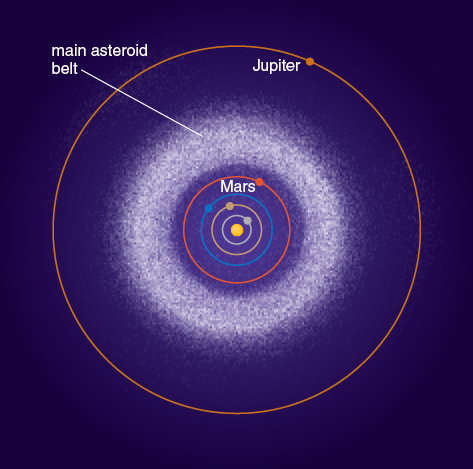 main asteroid
belt
Jupiter
Mars